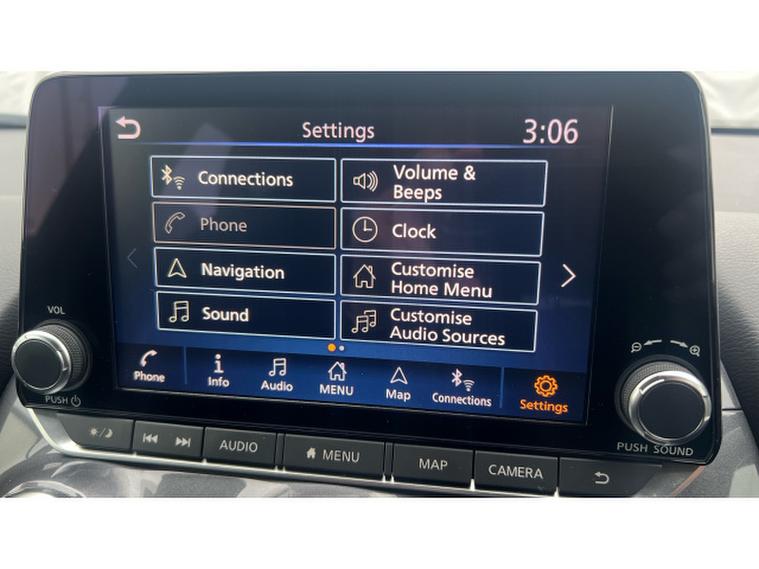 Settings 3:06
Connections
Volume &
Beeps
Phone
Clock
Navigation
Customise
Home Menu
Sound
Customise
Audio Sources
Phone Info Audio MENU Map Connections Settings
VOL
PUSH
PUSH SOUND
AUDIO MENU MAP CAMERA